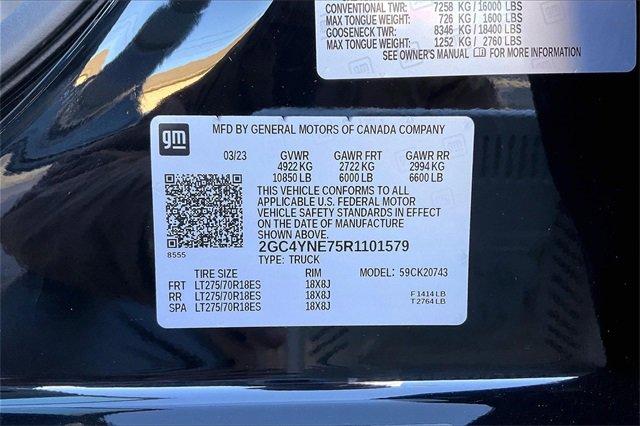 CONVENTIONAL TWR: 7258 KG / 16000 LBS
MAX TONGUE WEIGHT: 726 KG / 1600 LBS
GOOSENECK TWR: 8346 KG / 18400 LBS
MAX TONGUE WEIGHT: 1252 KG / 2760 LBS
SEE OWNER'S MANUAL FOR MORE INFORMATION
gm
MFD BY GENERAL MOTORS OF CANADA COMPANY
03/23 GVWR GAWR FRT GAWR RR
4922 KG 2722 KG 2994 KG
10850 LB 6000 LB 6600 LB
THIS VEHICLE CONFORMS TO ALL
APPLICABLE U.S. FEDERAL MOTOR
VEHICLE SAFETY STANDARDS IN EFFECT
ON THE DATE OF MANUFACTURE
SHOWN ABOVE.
8555
2GC4YNE75R1101579
TYPE: TRUCK
TIRE SIZE RIM MODEL: 59CK20743
FRT LT275/70R18ES 18X8J
RR LT275/70R18ES 18X8J F1414LB
SPA LT275/70R18ES 18X8J T2764LB